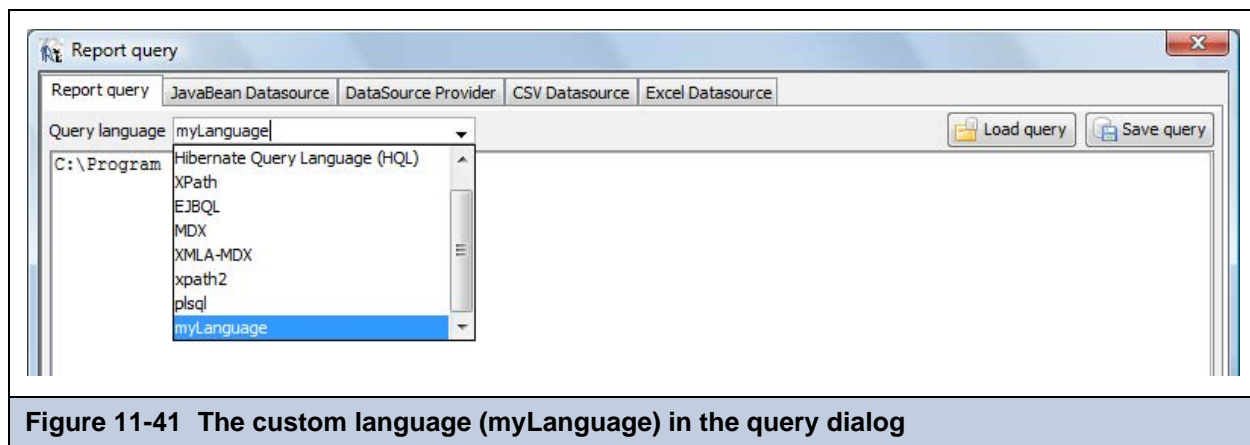 Report query
Report query JavaBean Datasource DataSource Provider CSV Datasource Excel Datasource
Query language myLanguage Load query Save query
C:\Program
Hibernate Query Language (HQL)
XPath
EJBQL
MDX
XMLA-MDX
xpath2
plsql
myLanguage
Figure 11-41 The custom language (myLanguage) in the query dialog